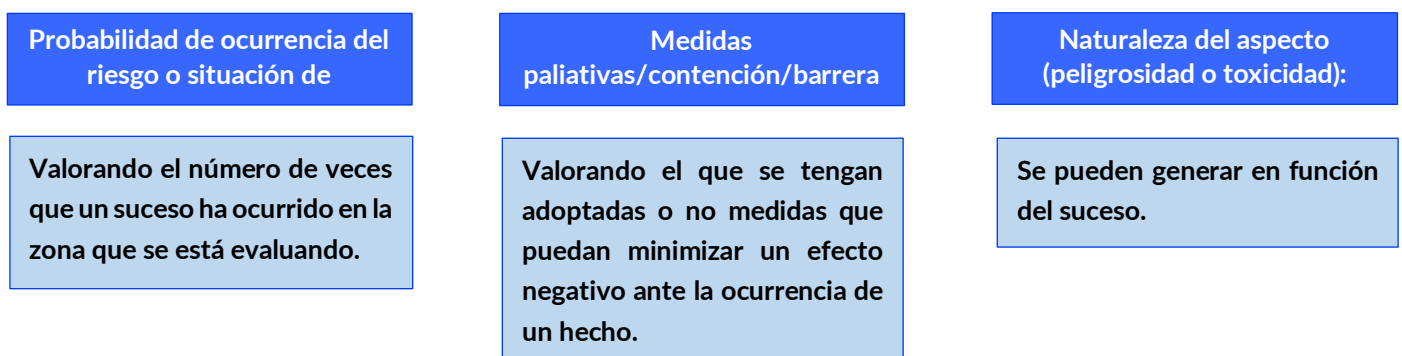 Probabilidad de ocurrencia del
riesgo o situación de
Valorando el número de veces
que un suceso ha ocurrido en la
zona que se está evaluando.
Medidas
paliativas/contención/barrera
Valorando el que se tengan
adoptadas o no medidas que
puedan minimizar un efecto
negativo ante la ocurrencia de
un hecho.
Naturaleza del aspecto
(peligrosidad o toxicidad):
Se pueden generar en función
del suceso.